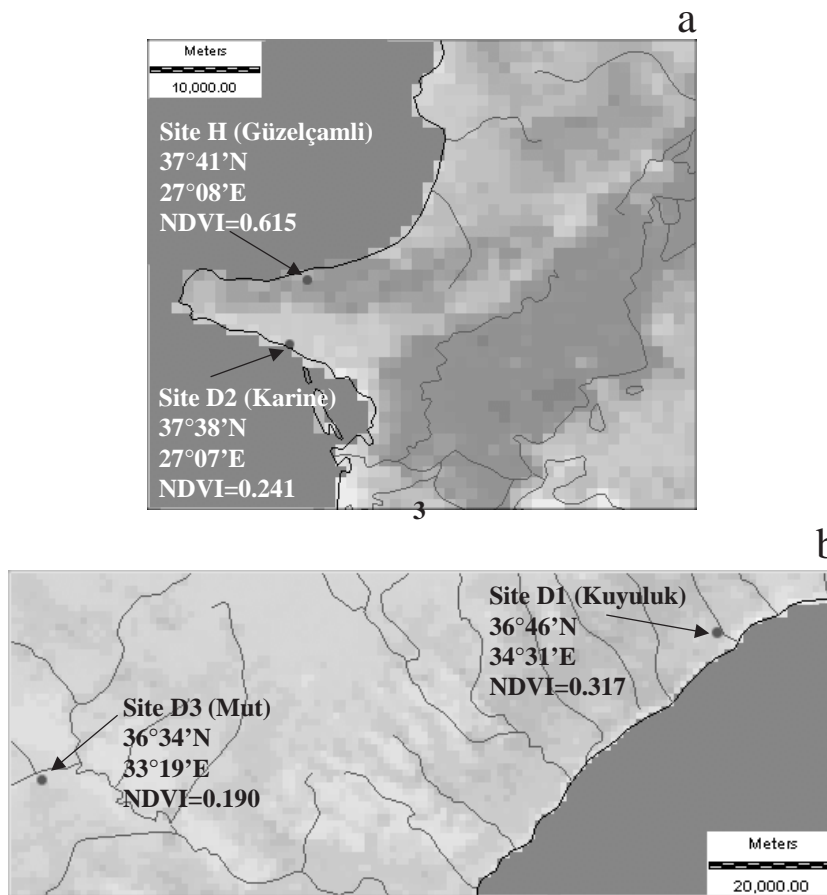 a
Meters
10,000.00
Site H (Güzelçamli)
37°41’N
27°08’E
NDVI=0.615
Site D2 (Karine)
37°38’N
27°07’E
NDVI=0.241
3
b
Site D1 (Kuyuluk)
36°46’N
34°31’E
NDVI=0.317
Site D3 (Mut)
36°34’N
33°19’E
NDVI=0.190
Meters
20,000.00